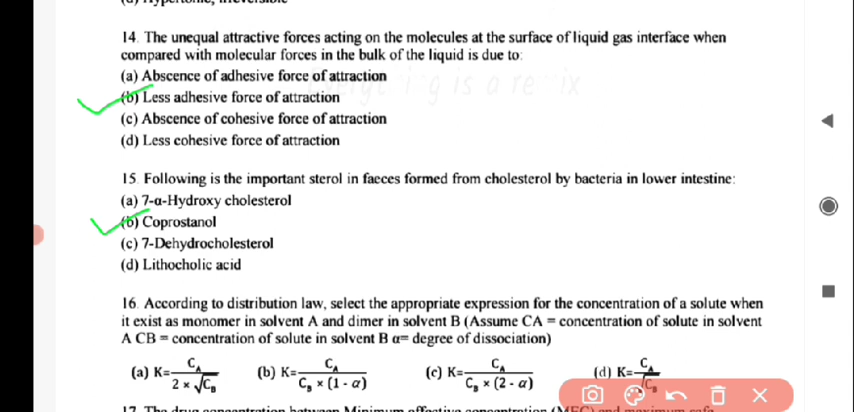 14. The unequal attractive forces acting on the molecules at the surface of liquid gas interface when
compared with molecular forces in the bulk of the liquid is due to:
(a) Abscence of adhesive force of attraction
(b) Less adhesive force of attraction
(c) Abscence of cohesive force of attraction
(d) Less cohesive force of attraction
15. Following is the important sterol in faeces formed from cholesterol by bacteria in lower intestine:
(a) 7-α-Hydroxy cholesterol
(b) Coprostanol
(c) 7-Dehydrocholesterol
(d) Lithocholic acid
16. According to distribution law, select the appropriate expression for the concentration of a solute when
it exist as monomer in solvent A and dimer in solvent B (Assume CA = concentration of solute in solvent
A CB = concentration of solute in solvent B α= degree of dissociation)
(a) K= C_A / 2 × √C_B (b) K= C_A / C_B × (1 - α) (c) K= C_A / C_B × (2 - α) (d) K= C_A / √C_B